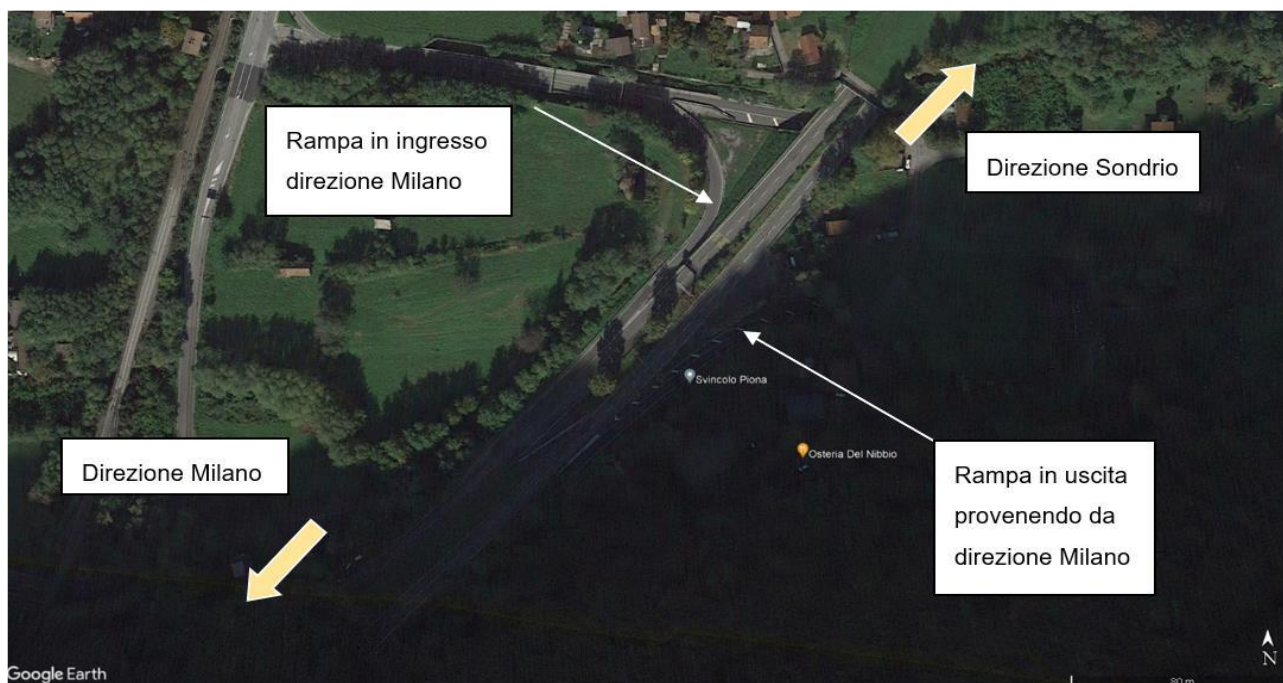 Rampa in ingresso
direzione Milano
Direzione Sondrio
Svincolo Piona
Osteria Del Nibbio
Direzione Milano
Rampa in uscita
provenendo da
direzione Milano
N
Google Earth
80 m